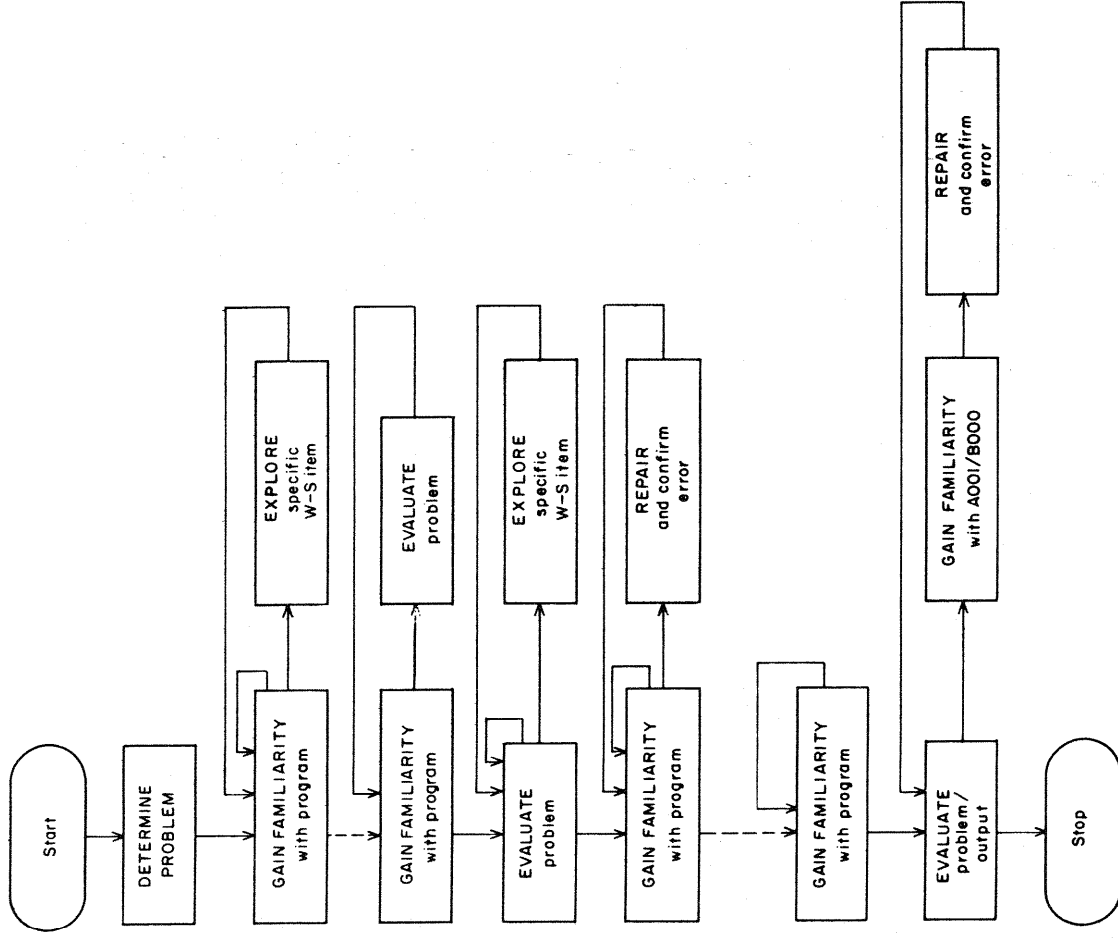 Start
DETERMINE
PROBLEM
GAIN FAMILIARITY
with program
EXPLORE
specific
W-S item
GAIN FAMILIARITY
with program
EVALUATE
problem
EVALUATE
problem
EXPLORE
specific
W-S item
GAIN FAMILIARITY
with program
REPAIR
and confirm
error
GAIN FAMILIARITY
with program
EVALUATE
problem/
output
GAIN FAMILIARITY
with A001/B000
REPAIR
and confirm
error
Stop